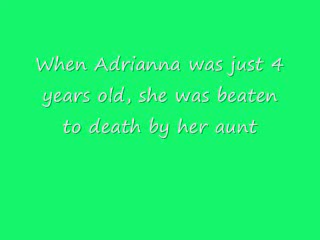 When Adrianna was just 4
years old, she was beaten
to death by her aunt